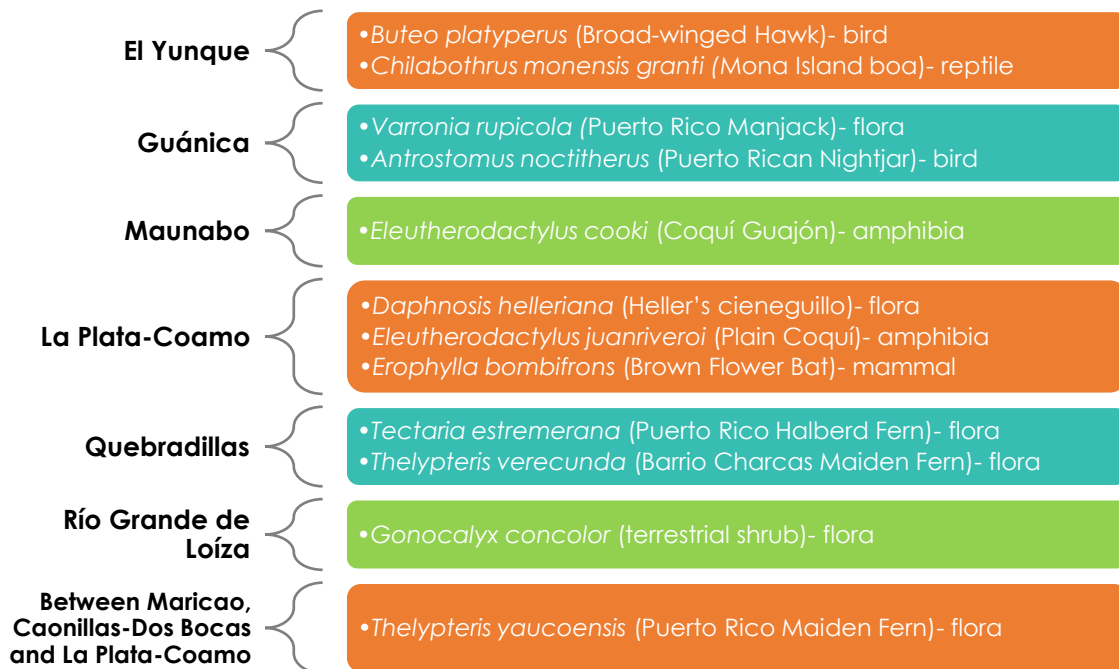 El Yunque
•Buteo platyperus (Broad-winged Hawk)- bird
•Chilabothrus monensis granti (Mona Island boa)- reptile
Guánica
•Varronia rupicola (Puerto Rico Manjack)- flora
•Antrostomus noctitherus (Puerto Rican Nightjar)- bird
Maunabo
•Eleutherodactylus cooki (Coquí Guajón)- amphibia
La Plata-Coamo
•Daphnosis helleriana (Heller’s cieneguillo)- flora
•Eleutherodactylus juanriveroi (Plain Coquí)- amphibia
•Erophylla bombifrons (Brown Flower Bat)- mammal
Quebradillas
•Tectaria estremerana (Puerto Rico Halberd Fern)- flora
•Thelypteris verecunda (Barrio Charcas Maiden Fern)- flora
Río Grande de
Loíza
•Gonocalyx concolor (terrestrial shrub)- flora
Between Maricao,
Caonillas-Dos Bocas
and La Plata-Coamo
•Thelypteris yaucoensis (Puerto Rico Maiden Fern)- flora